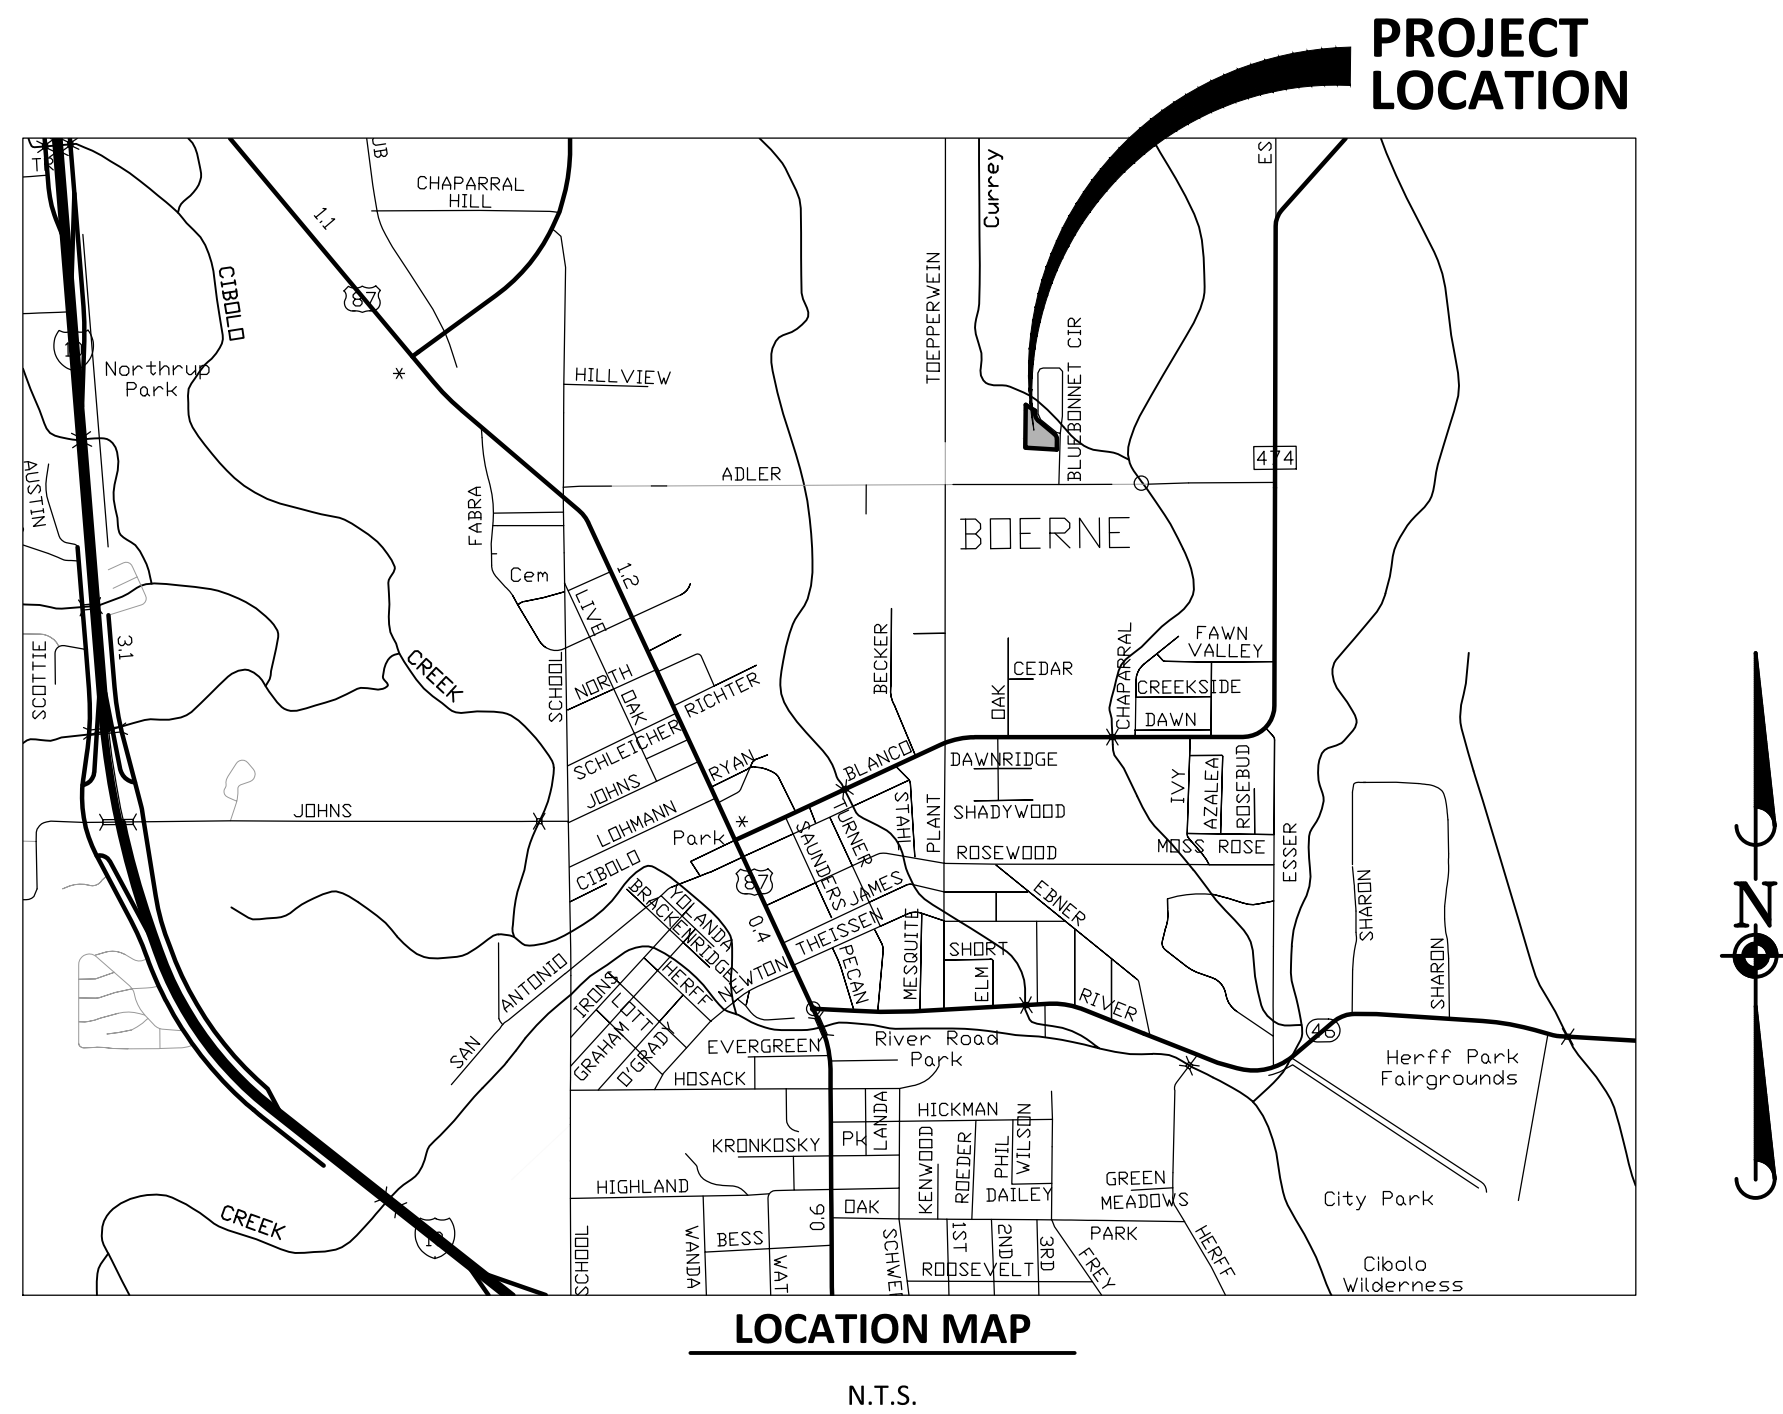 PROJECT
LOCATION
UB
CHAPARRAL
HILL
1.1
Currey
ES
CIBOLO
87
TOEPPERWEIN
BLUEBONNET CIR
Northrup
Park
*
HILLVIEW
474
AUSTIN
FABRA
ADLER
BOERNE
Cem
1.2
LIVE
SCOTTIE
3.1
CREEK
SCHOOL
NORTH
OAK
RICHTER
SCHLEICHER
JOHNS
RYAN
BECKER
OAK
CEDAR
CHAPARRAL
FAWN
VALLEY
CREEKSIDE
DAWN
BLANCO
DAWNRIDGE
IVY
AZALEA
ROSEBUD
JOHNS
LOHMANN
Park
*
SAUNDERS
TURNER
STAHL
PLANT
SHADYWOOD
MOSS ROSE
ESSER
ROSEWOOD
CIBOLO
BRACKENRIDGE
YOLANDA
87
JAMES
EBNER
SHARON
0.4
THEISSEN
MESQUITE
SHORT
ELM
SHARON
SAN
ANTONIO
IRONS
LOTT
HERFF
NEWTON
PECAN
RIVER
GRAHAM
O'GRADY
EVERGREEN
River Road
Park
46
Herff Park
Fairgrounds
HOSACK
LANDA
HICKMAN
KRONKOSKY
Pk
KENWOOD
ROEDER
PHIL
WILSON
HIGHLAND
OAK
DAILEY
GREEN
MEADOWS
City Park
CREEK
10
SCHOOL
WANDA
BESS
WAT
9.0
SCHWE
1ST
2ND
3RD
PARK
FREY
HERFF
ROOSEVELT
Cibolo
Wilderness
N
LOCATION MAP
N.T.S.